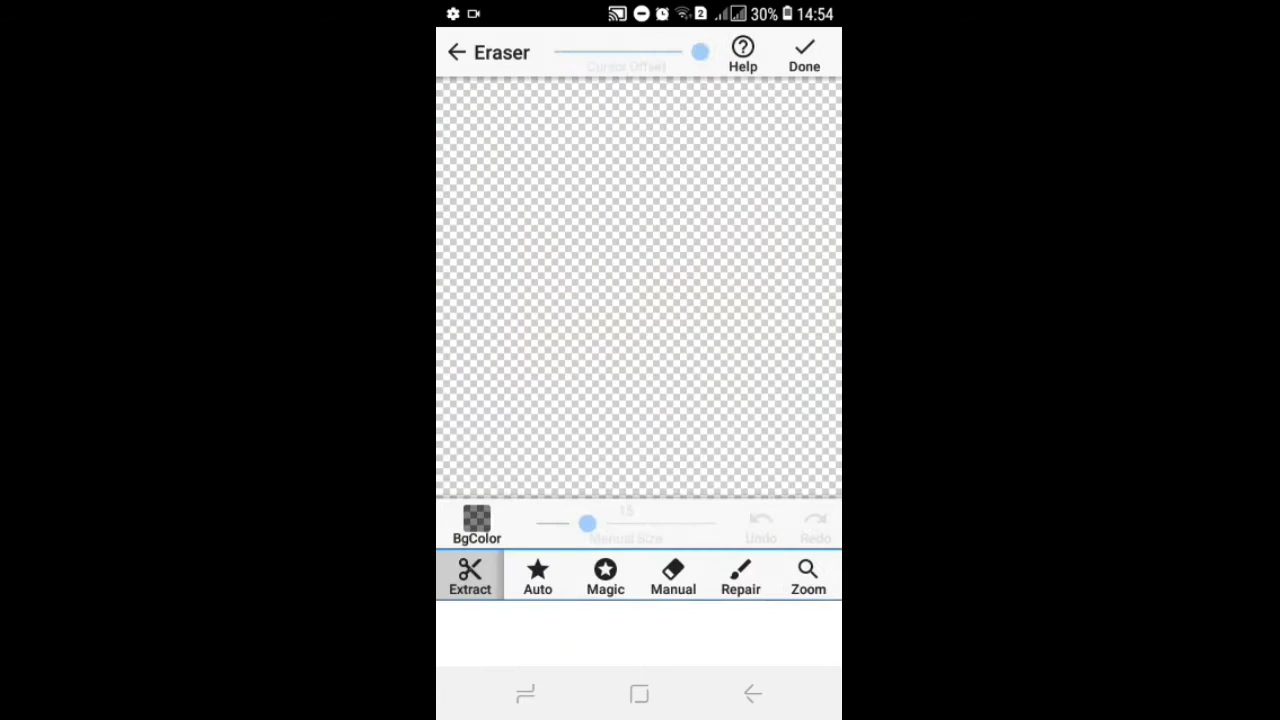 2 30% 14:54
Eraser
Cursor Offset
Help
Done
15
BgColor
Manual Size
Undo
Redo
Extract
Auto
Magic
Manual
Repair
Zoom